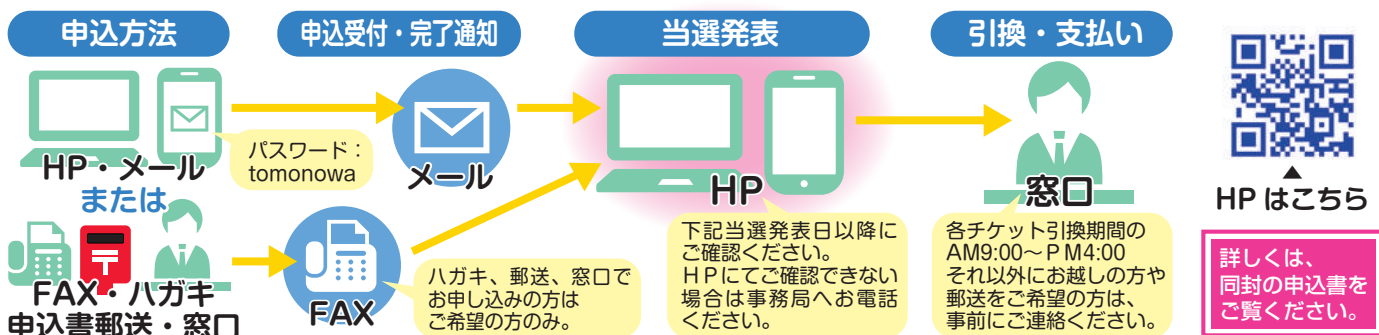 申込方法
申込受付・完了通知
当選発表
引換・支払い
HP・メール
または
FAX・ハガキ
申込書郵送・窓口
パスワード：
tomonowa
メール
FAX
ハガキ、郵送、窓口で
お申し込みの方は
ご希望の方のみ。
HP
下記当選発表日以降に
ご確認ください。
ＨＰにてご確認できない
場合は事務局へお電話
ください。
窓口
各チケット引換期間の
AM9:00～ＰM4:00
それ以外にお越しの方や
郵送をご希望の方は、
事前にご連絡ください。
▲
HP はこちら
詳しくは、
同封の申込書を
ご覧ください。